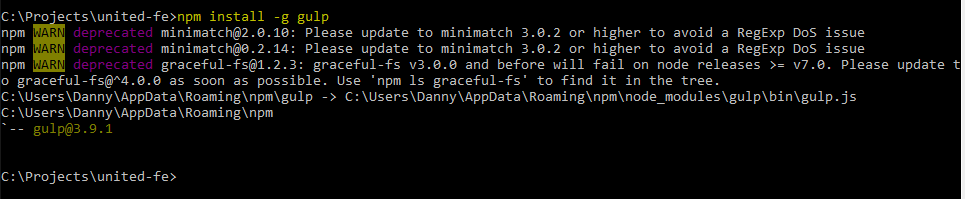 C:\Projects\united-fe>npm install -g gulp
npm WARN deprecated minimatch@2.0.10: Please update to minimatch 3.0.2 or higher to avoid a RegExp DoS issue
npm WARN deprecated minimatch@0.2.14: Please update to minimatch 3.0.2 or higher to avoid a RegExp DoS issue
npm WARN deprecated graceful-fs@1.2.3: graceful-fs v3.0.0 and before will fail on node releases >= v7.0. Please update t
o graceful-fs@^4.0.0 as soon as possible. Use 'npm ls graceful-fs' to find it in the tree.
C:\Users\Danny\AppData\Roaming\npm\gulp -> C:\Users\Danny\AppData\Roaming\npm\node_modules\gulp\bin\gulp.js
C:\Users\Danny\AppData\Roaming\npm
`-- gulp@3.9.1
C:\Projects\united-fe>